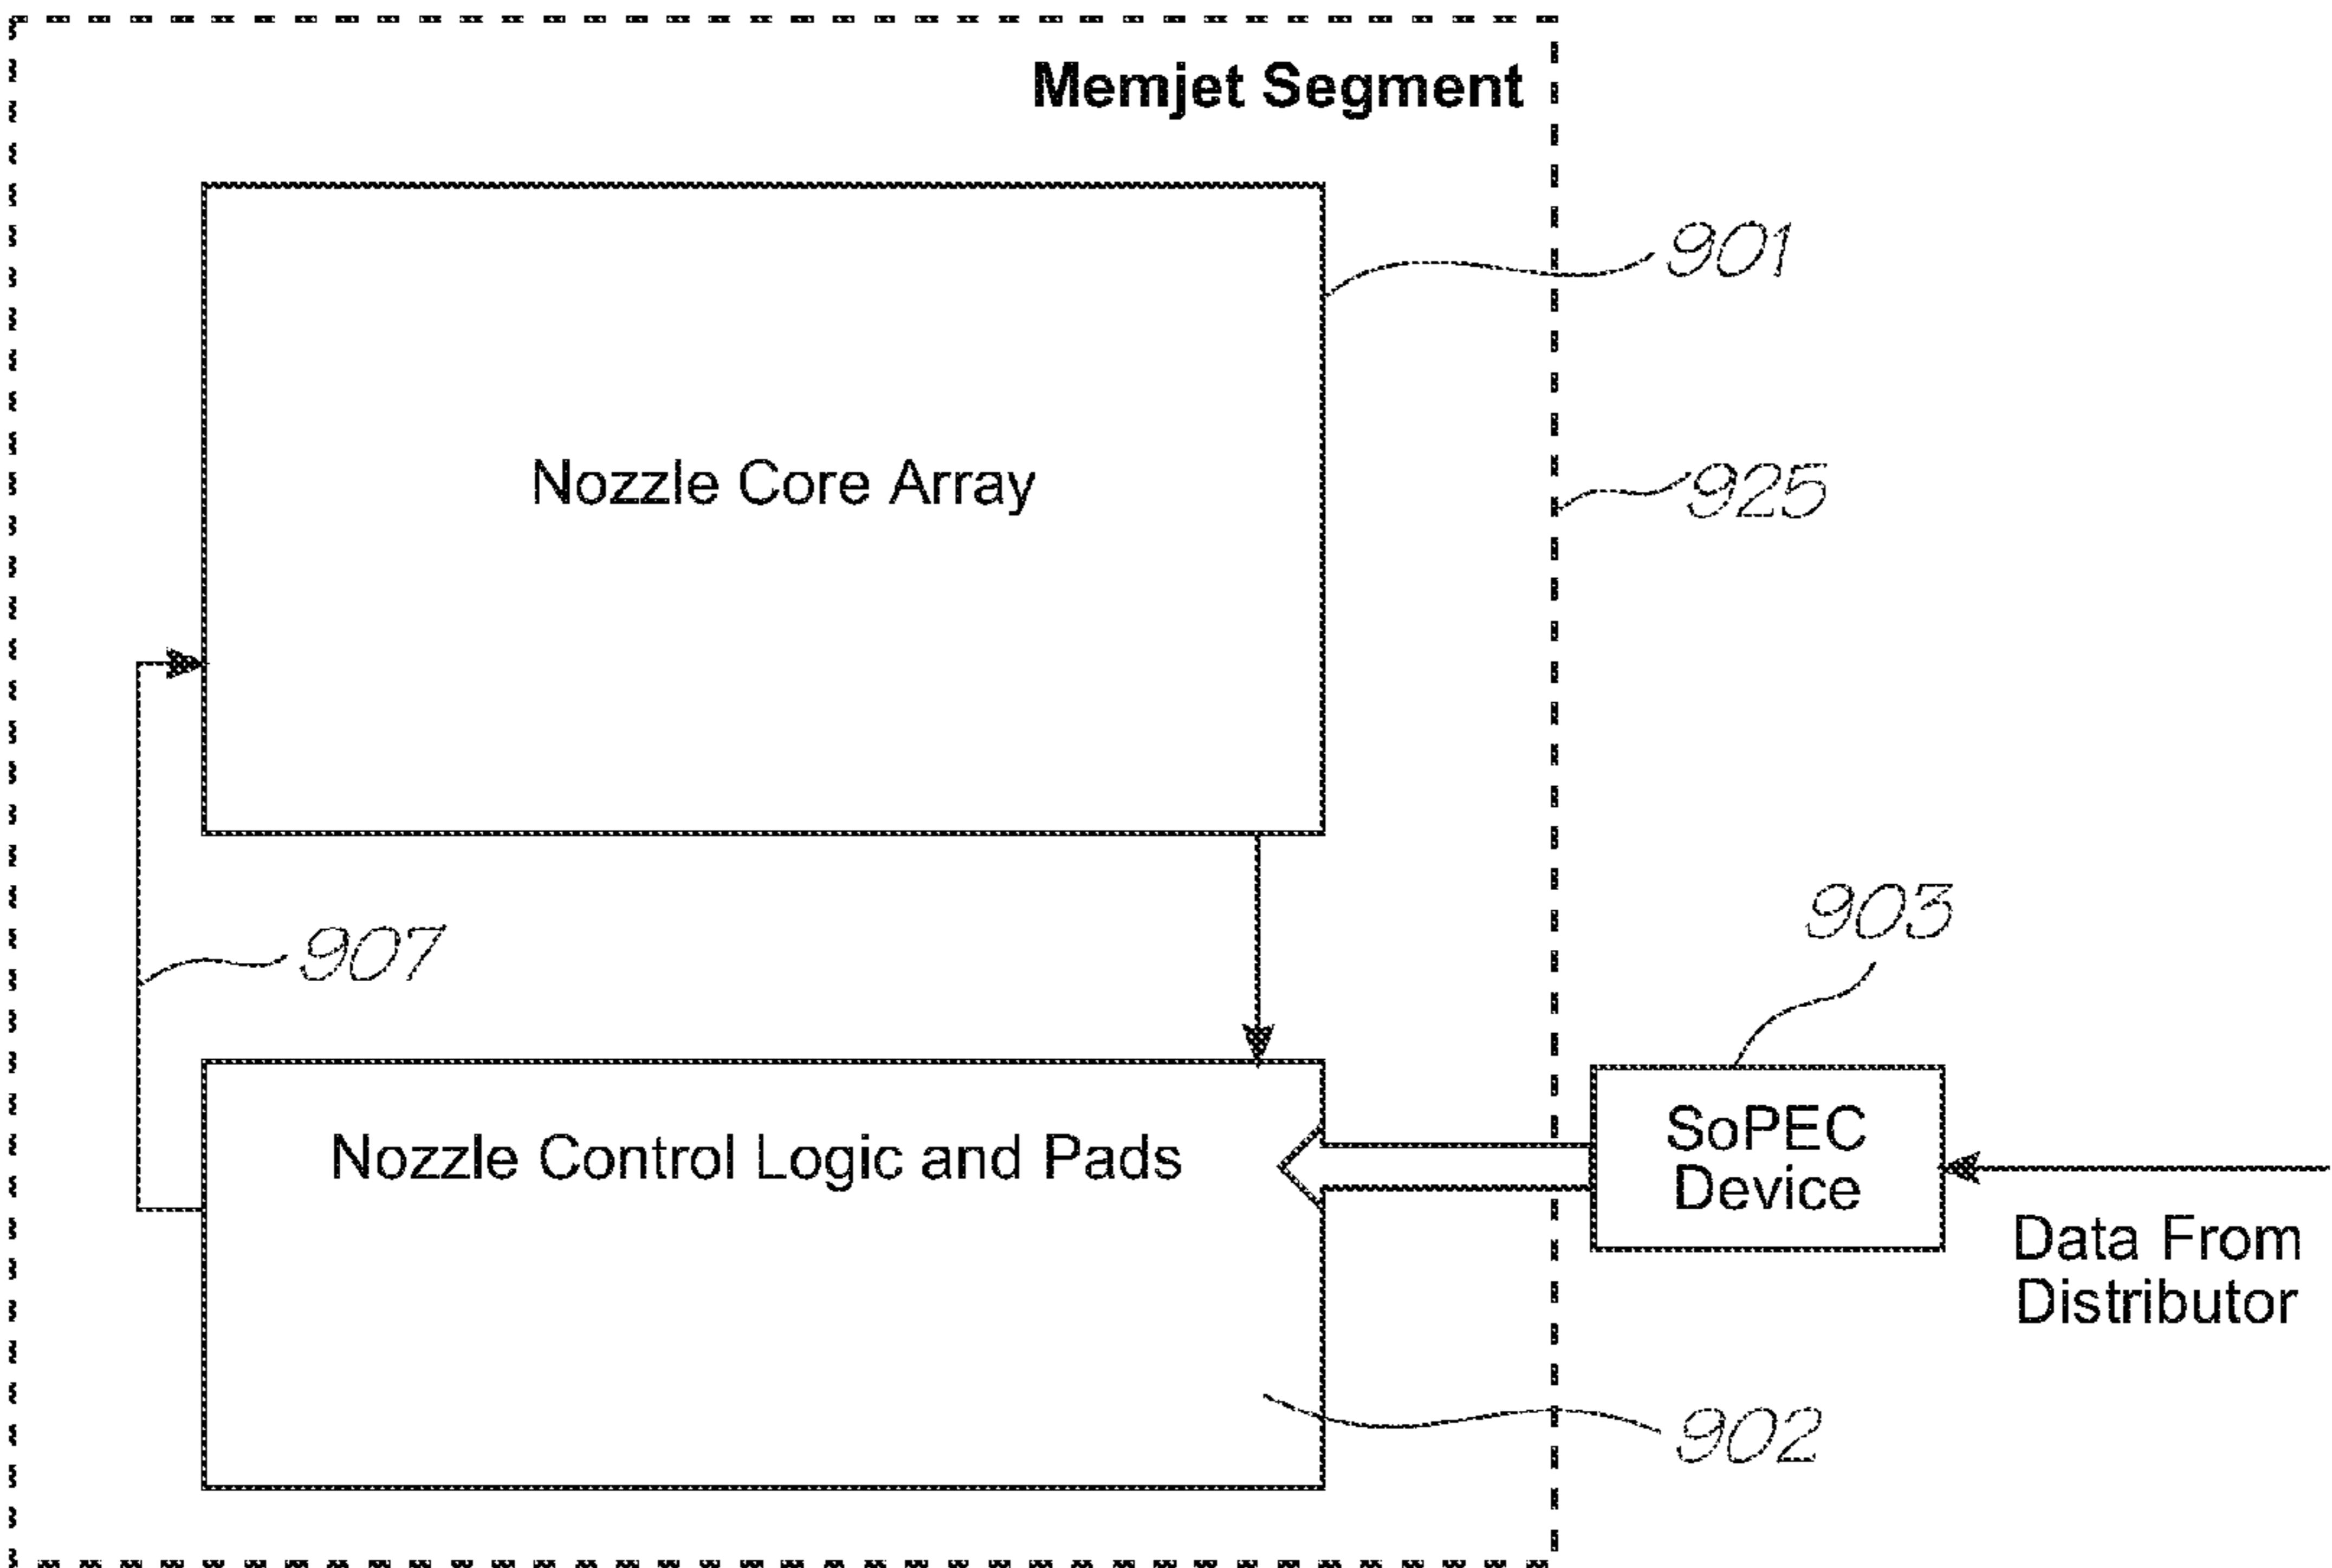 Memjet Segment
901
Nozzle Core Array
925
907
903
Nozzle Control Logic and Pads
SoPEC
Device
Data From
Distributor
902